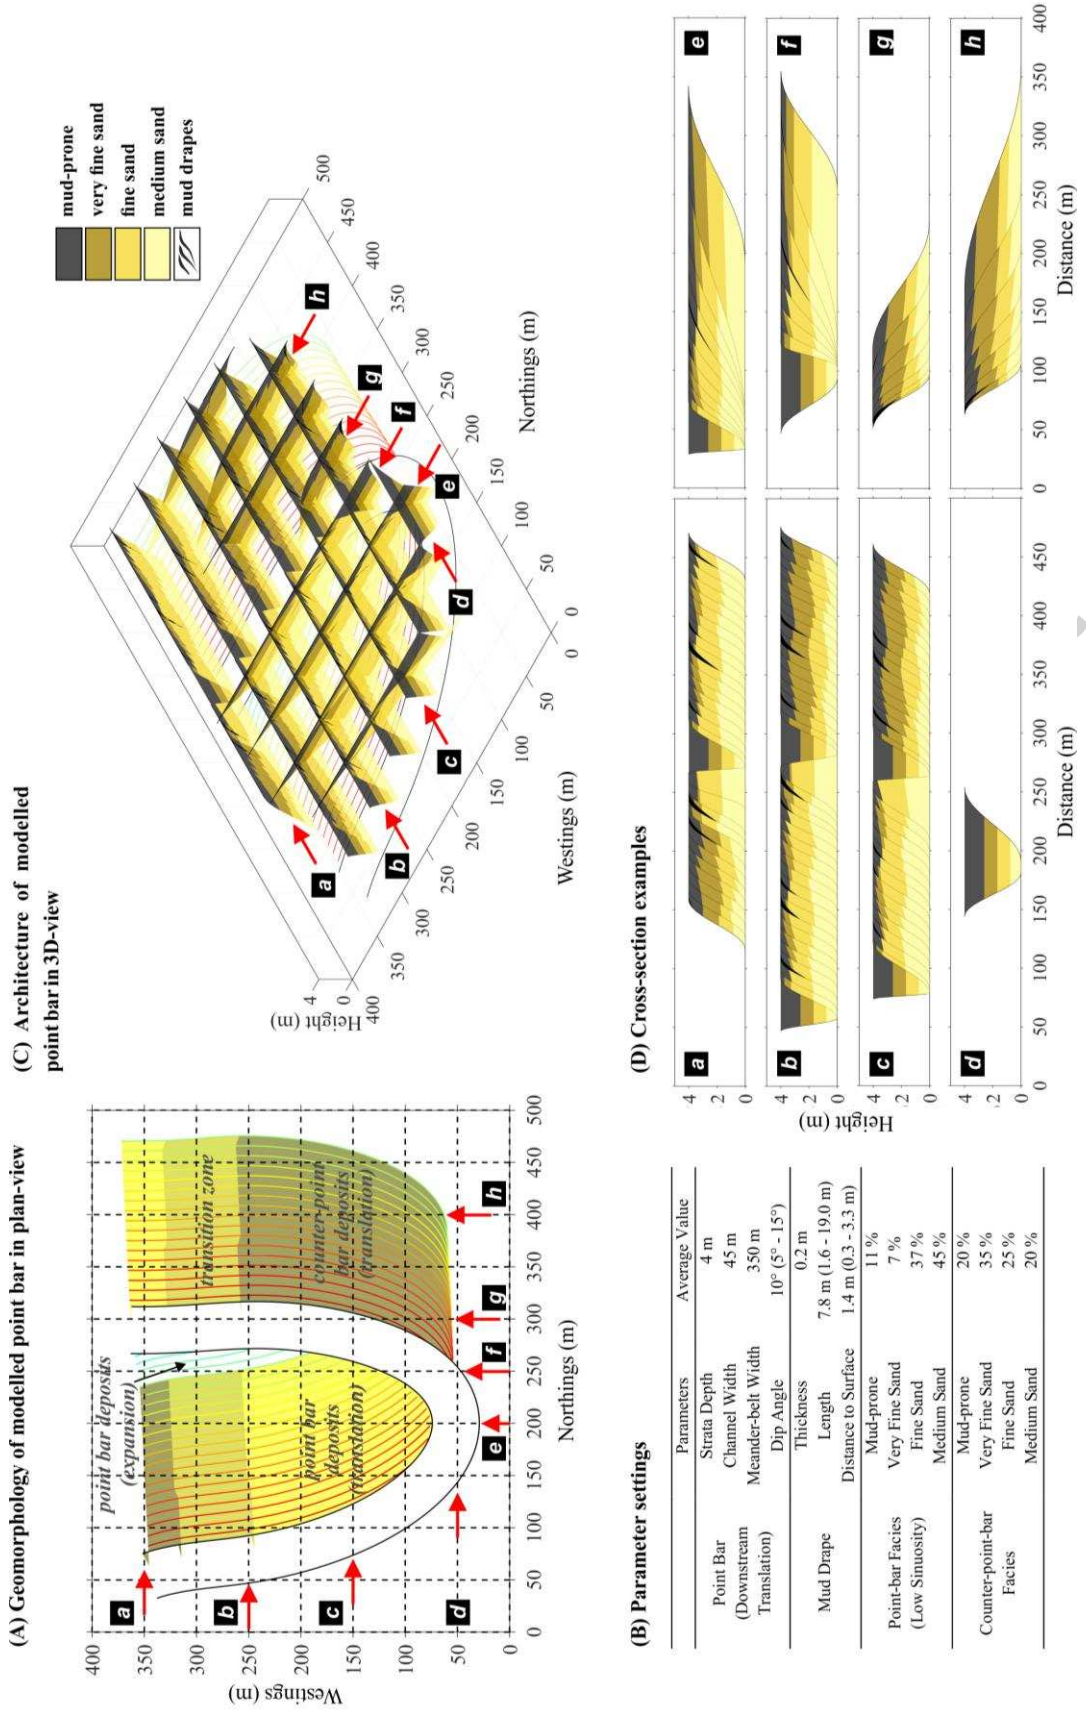 (A) Geomorphology of modelled point bar in plan-view
400
350
300
250
200
150
100
50
0
Westings (m)
0
50
100
150
200
250
300
350
400
450
500
Northings (m)
point bar deposits
(expansion)
point bar
deposits
(translation)
transition zone
counter-point
bar deposits
(translation)
a
b
c
d
e
f
g
h
(C) Architecture of modelled
point bar in 3D-view
mud-prone
very fine sand
fine sand
medium sand
mud drapes
4
0
Height (m)
400
350
300
250
200
150
100
50
0
Westings (m)
0
50
100
150
200
250
300
350
400
450
500
Northings (m)
a
b
c
d
e
f
g
h
(B) Parameter settings
Parameters Average Value
Point Bar
(Downstream
Translation)
Strata Depth 4 m
Channel Width 45 m
Meander-belt Width 350 m
Dip Angle 10° (5° - 15°)
Mud Drape
Thickness 0.2 m
Length 7.8 m (1.6 - 19.0 m)
Distance to Surface 1.4 m (0.3 - 3.3 m)
Point-bar Facies
(Low Sinuosity)
Mud-prone 11 %
Very Fine Sand 7 %
Fine Sand 37 %
Medium Sand 45 %
Counter-point-bar
Facies
Mud-prone 20 %
Very Fine Sand 35 %
Fine Sand 25 %
Medium Sand 20 %
(D) Cross-section examples
a
4
2
0
b
4
2
0
c
4
2
0
d
4
2
0
Height (m)
0
50
100
150
200
250
300
350
400
450
Distance (m)
e
f
g
h
0
50
100
150
200
250
300
350
400
Distance (m)